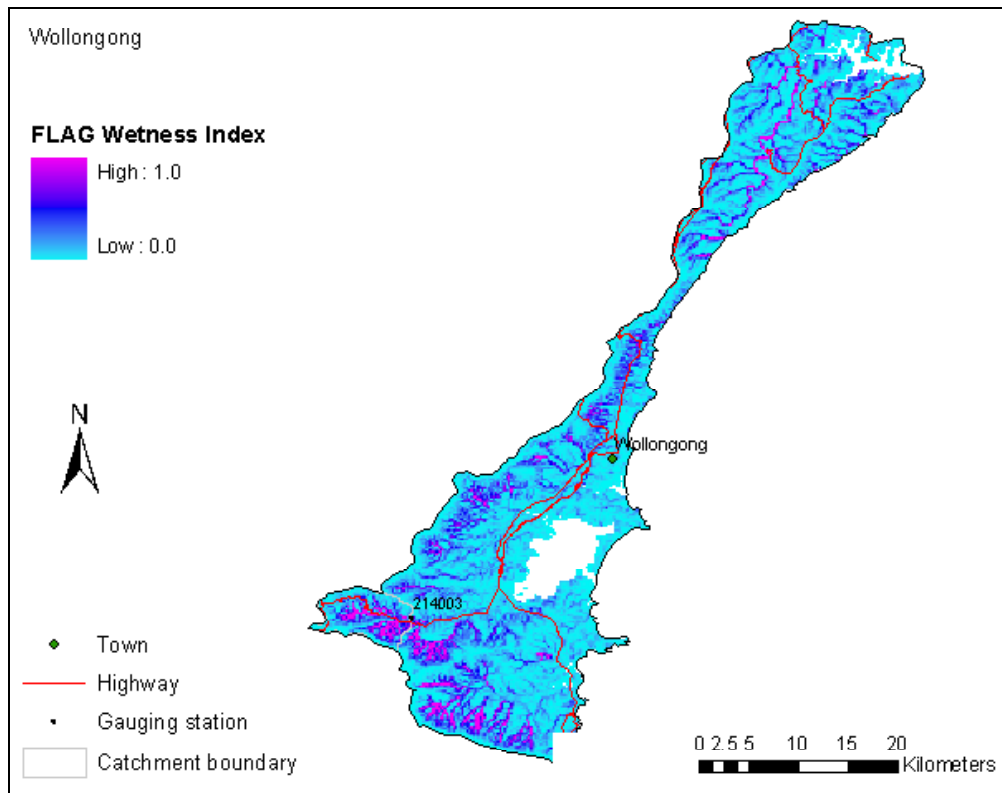 Wollongong
FLAG Wetness Index
High : 1.0
Low : 0.0
N
Wollongong
214003
Town
Highway
Gauging station
Catchment boundary
0 2.5 5 10 15 20
Kilometers